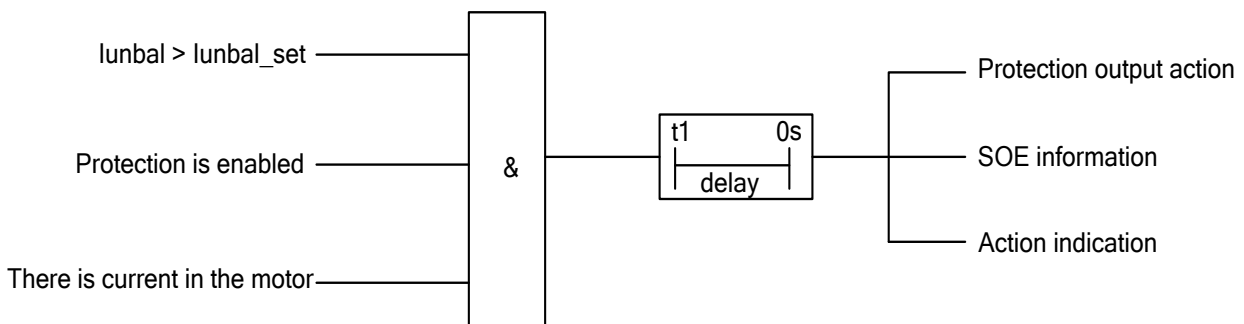 Iunbal > Iunbal_set
Protection is enabled
There is current in the motor
&
t1 0s
delay
Protection output action
SOE information
Action indication